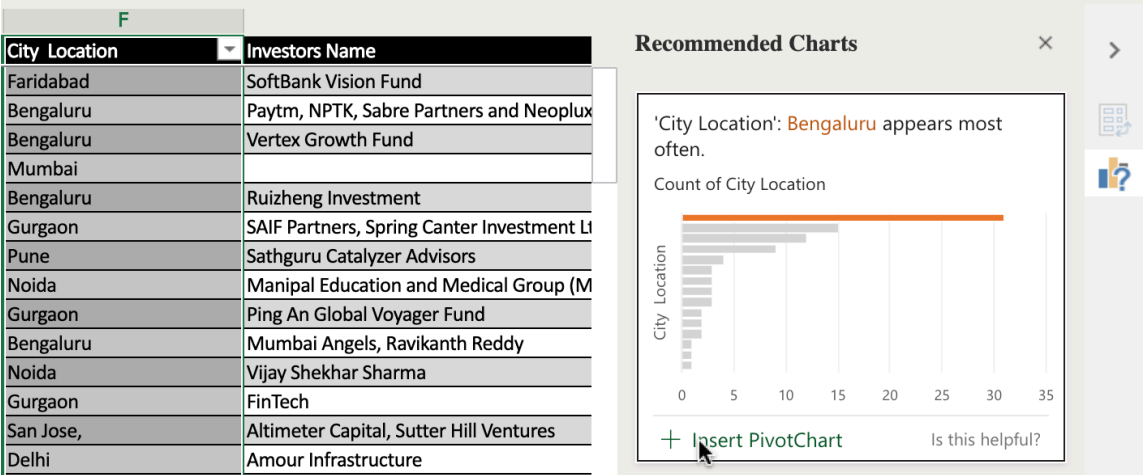 F
City Location Investors Name
Faridabad SoftBank Vision Fund
Bengaluru Paytm, NPTK, Sabre Partners and Neoplux
Bengaluru Vertex Growth Fund
Mumbai
Bengaluru Ruizheng Investment
Gurgaon SAIF Partners, Spring Canter Investment Lt
Pune Sathguru Catalyzer Advisors
Noida Manipal Education and Medical Group (M
Gurgaon Ping An Global Voyager Fund
Bengaluru Mumbai Angels, Ravikanth Reddy
Noida Vijay Shekhar Sharma
Gurgaon FinTech
San Jose, Altimeter Capital, Sutter Hill Ventures
Delhi Amour Infrastructure
Recommended Charts
'City Location': Bengaluru appears most
often.
Count of City Location
City Location
0 5 10 15 20 25 30 35
Insert PivotChart Is this helpful?